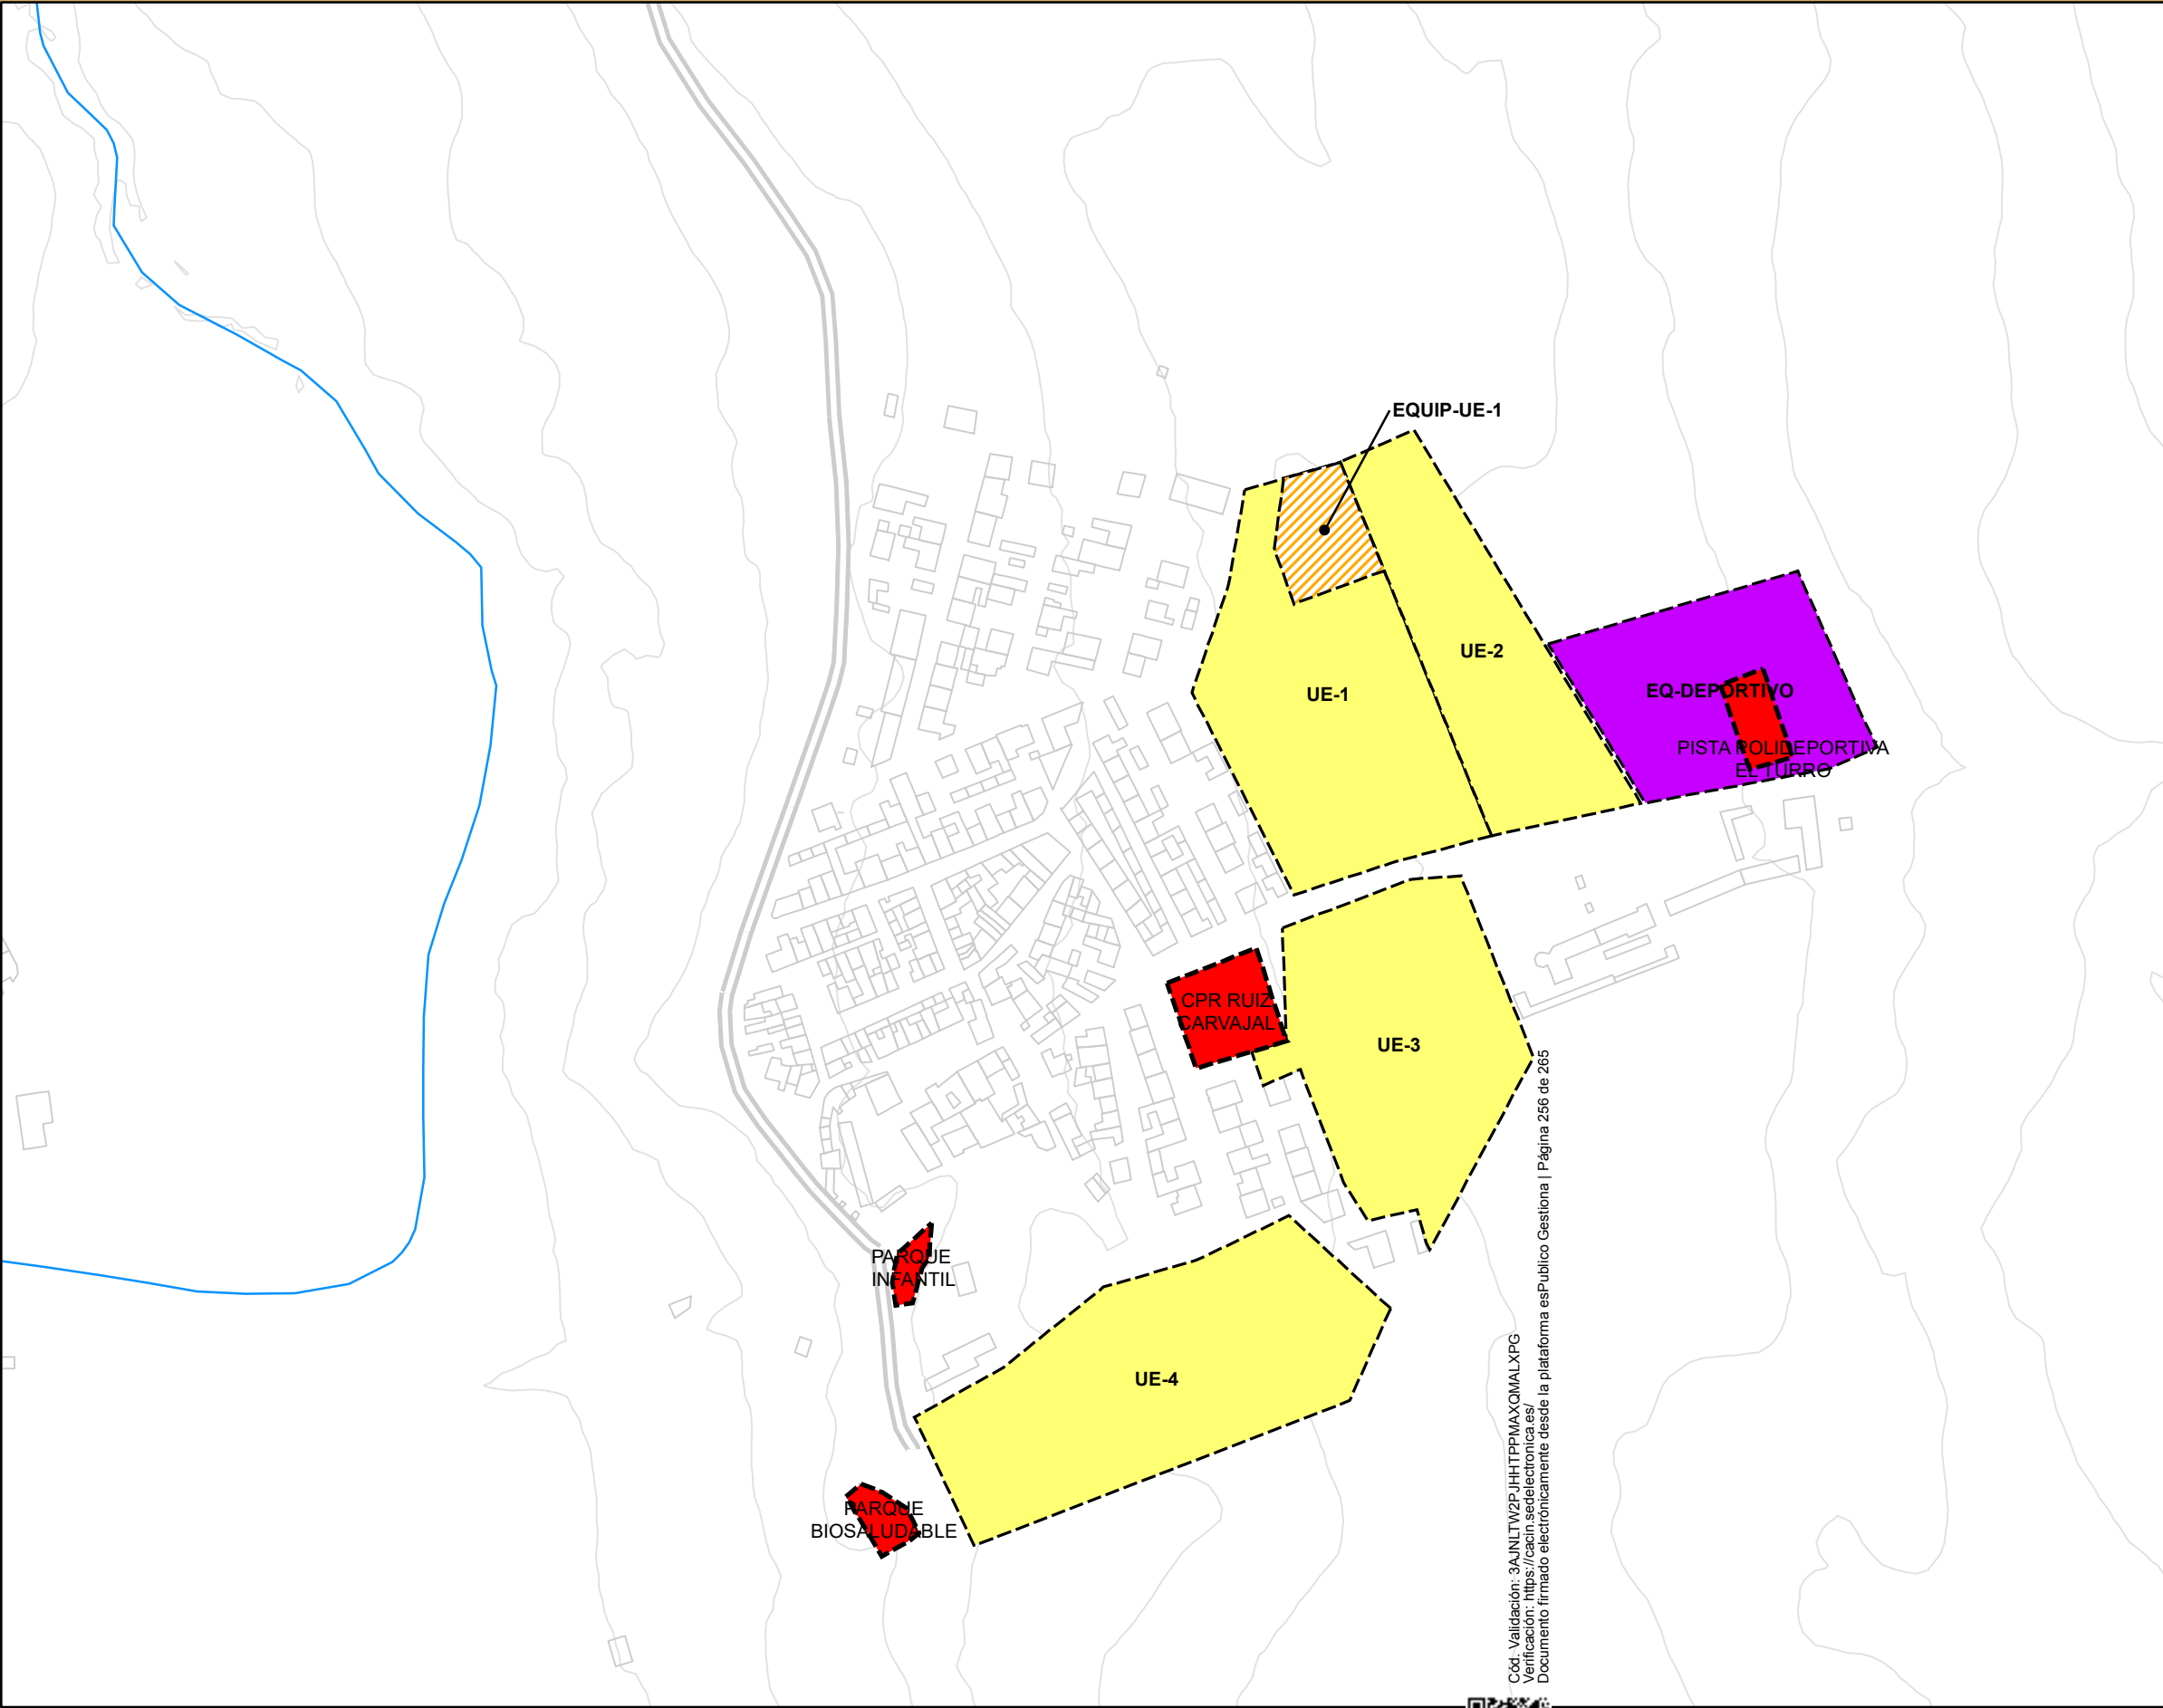 EQUIP-UE-1
UE-2
UE-1
EQ-DEPORTIVO
PISTA POLIDEPORTIVA
EL TURRO
CPR RUIZ
CARVAJAL
UE-3
PARQUE
INFANTIL
UE-4
PARQUE
BIOSALUDABLE
Cód. Validación: 3AJNLTW2PJHHTPPMAXQMALXPG
Verificación: https://cacin.sedelectronica.es/
Documento firmado electrónicamente desde la plataforma esPublico Gestiona | Página 256 de 265